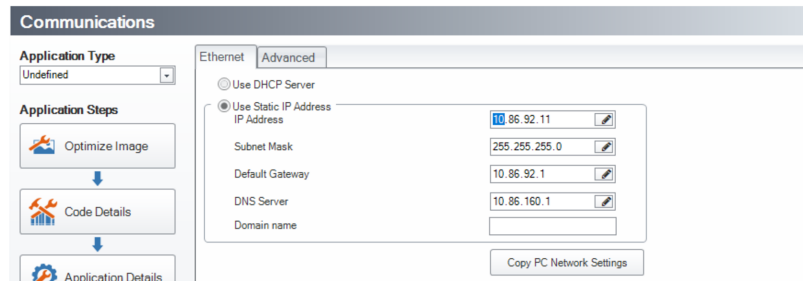 Communications
Application Type
Undefined
Application Steps
Optimize Image
Code Details
Application Details
Ethernet
Advanced
Use DHCP Server
Use Static IP Address
IP Address
10.86.92.11
Subnet Mask
255.255.255.0
Default Gateway
10.86.92.1
DNS Server
10.86.160.1
Domain name
Copy PC Network Settings